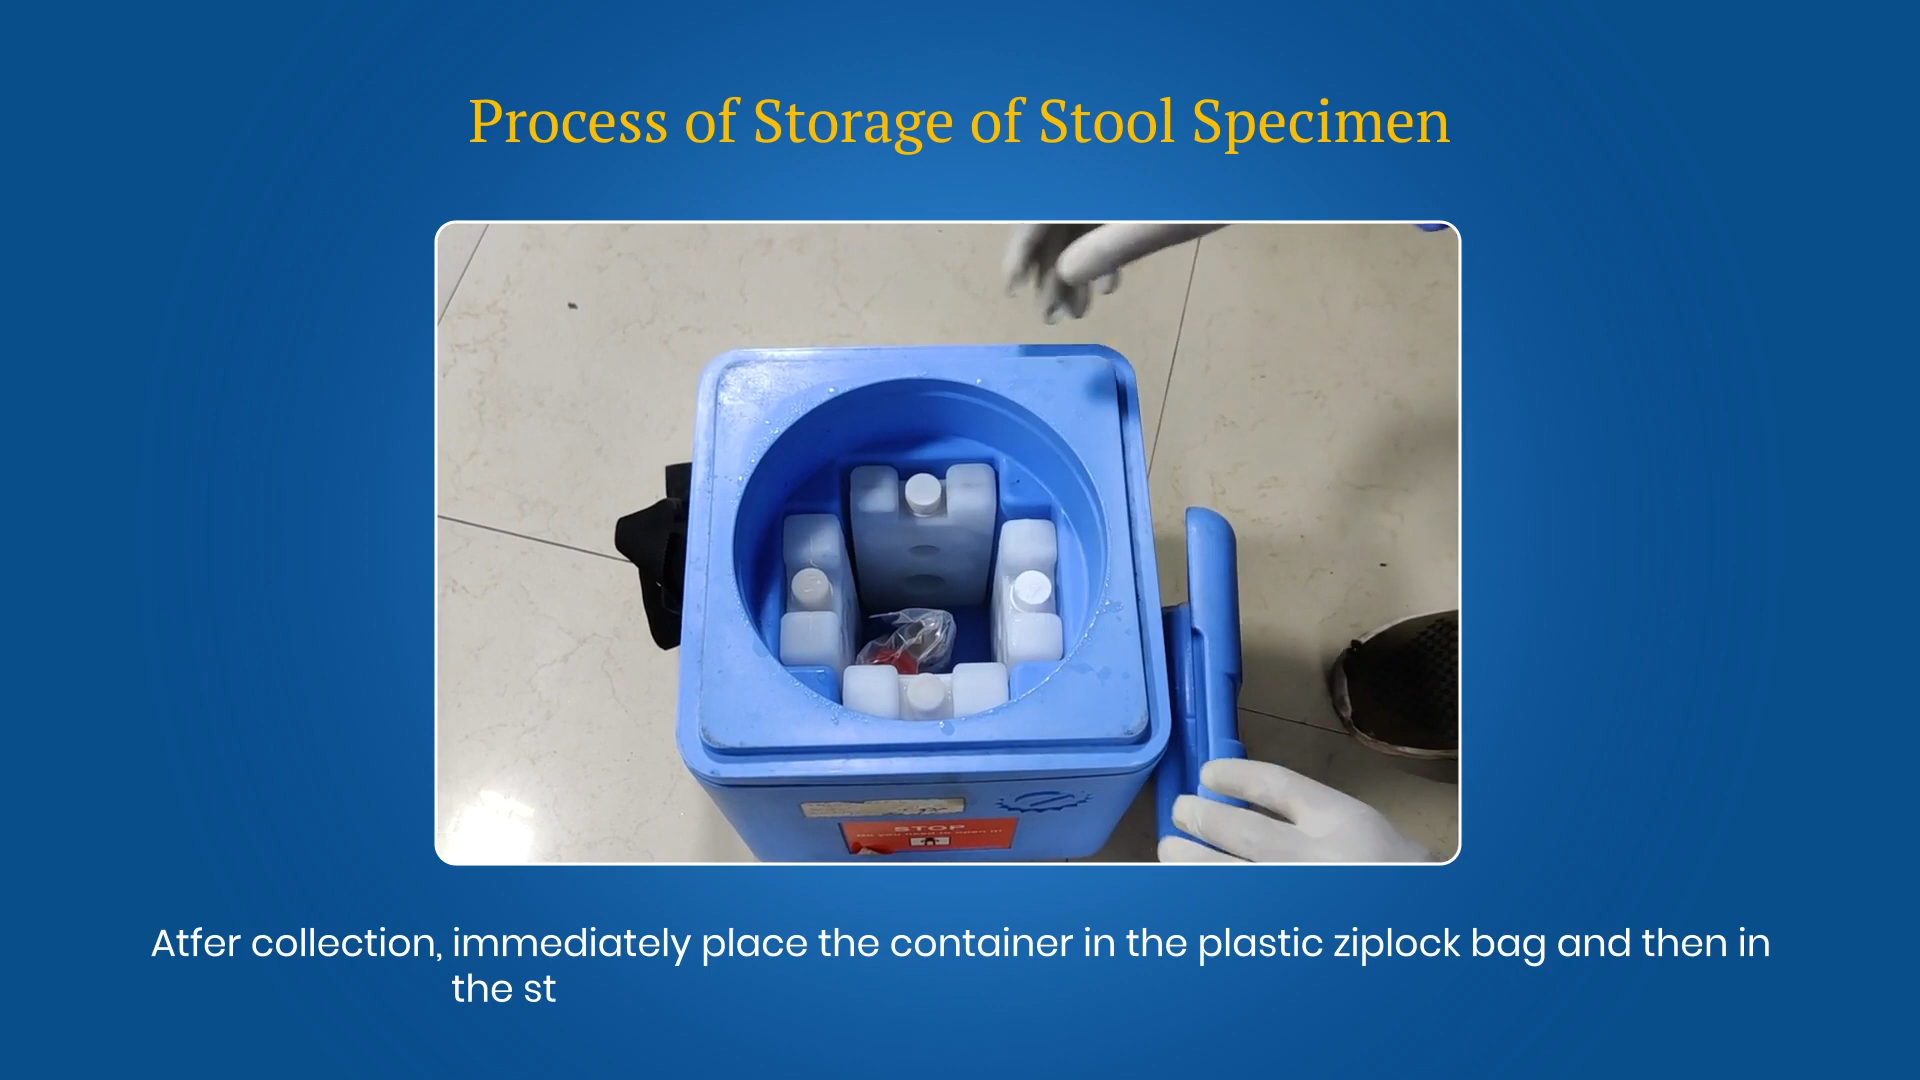 Process of Storage of Stool Specimen
STOP
Atfer collection, immediately place the container in the plastic ziplock bag and then in
the st